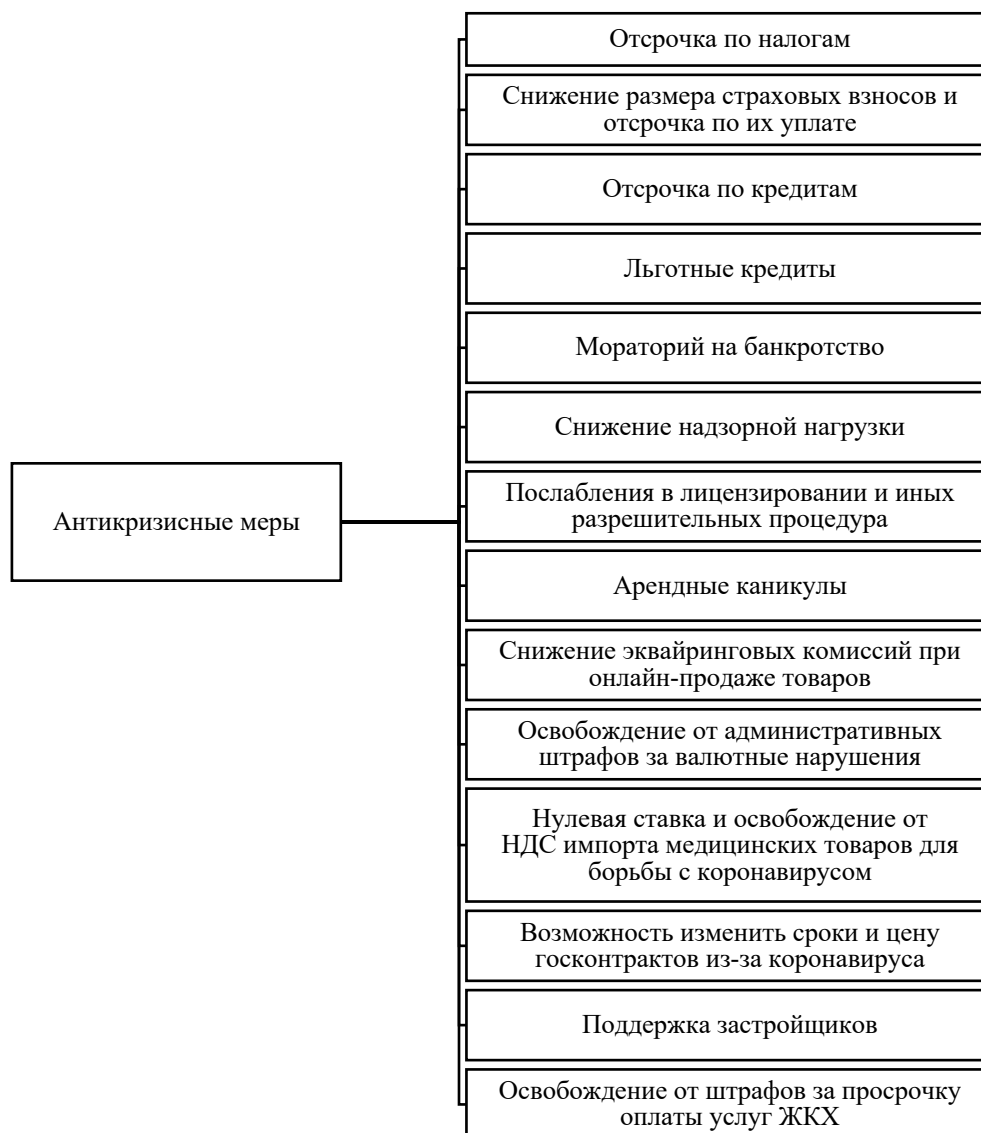 Отсрочка по налогам
Снижение размера страховых взносов и
отсрочка по их уплате
Отсрочка по кредитам
Льготные кредиты
Мораторий на банкротство
Снижение надзорной нагрузки
Антикризисные меры
Послабления в лицензировании и иных
разрешительных процедура
Арендные каникулы
Снижение эквайринговых комиссий при
онлайн-продаже товаров
Освобождение от административных
штрафов за валютные нарушения
Нулевая ставка и освобождение от
НДС импорта медицинских товаров для
борьбы с коронавирусом
Возможность изменить сроки и цену
госконтрактов из-за коронавируса
Поддержка застройщиков
Освобождение от штрафов за просрочку
оплаты услуг ЖКХ